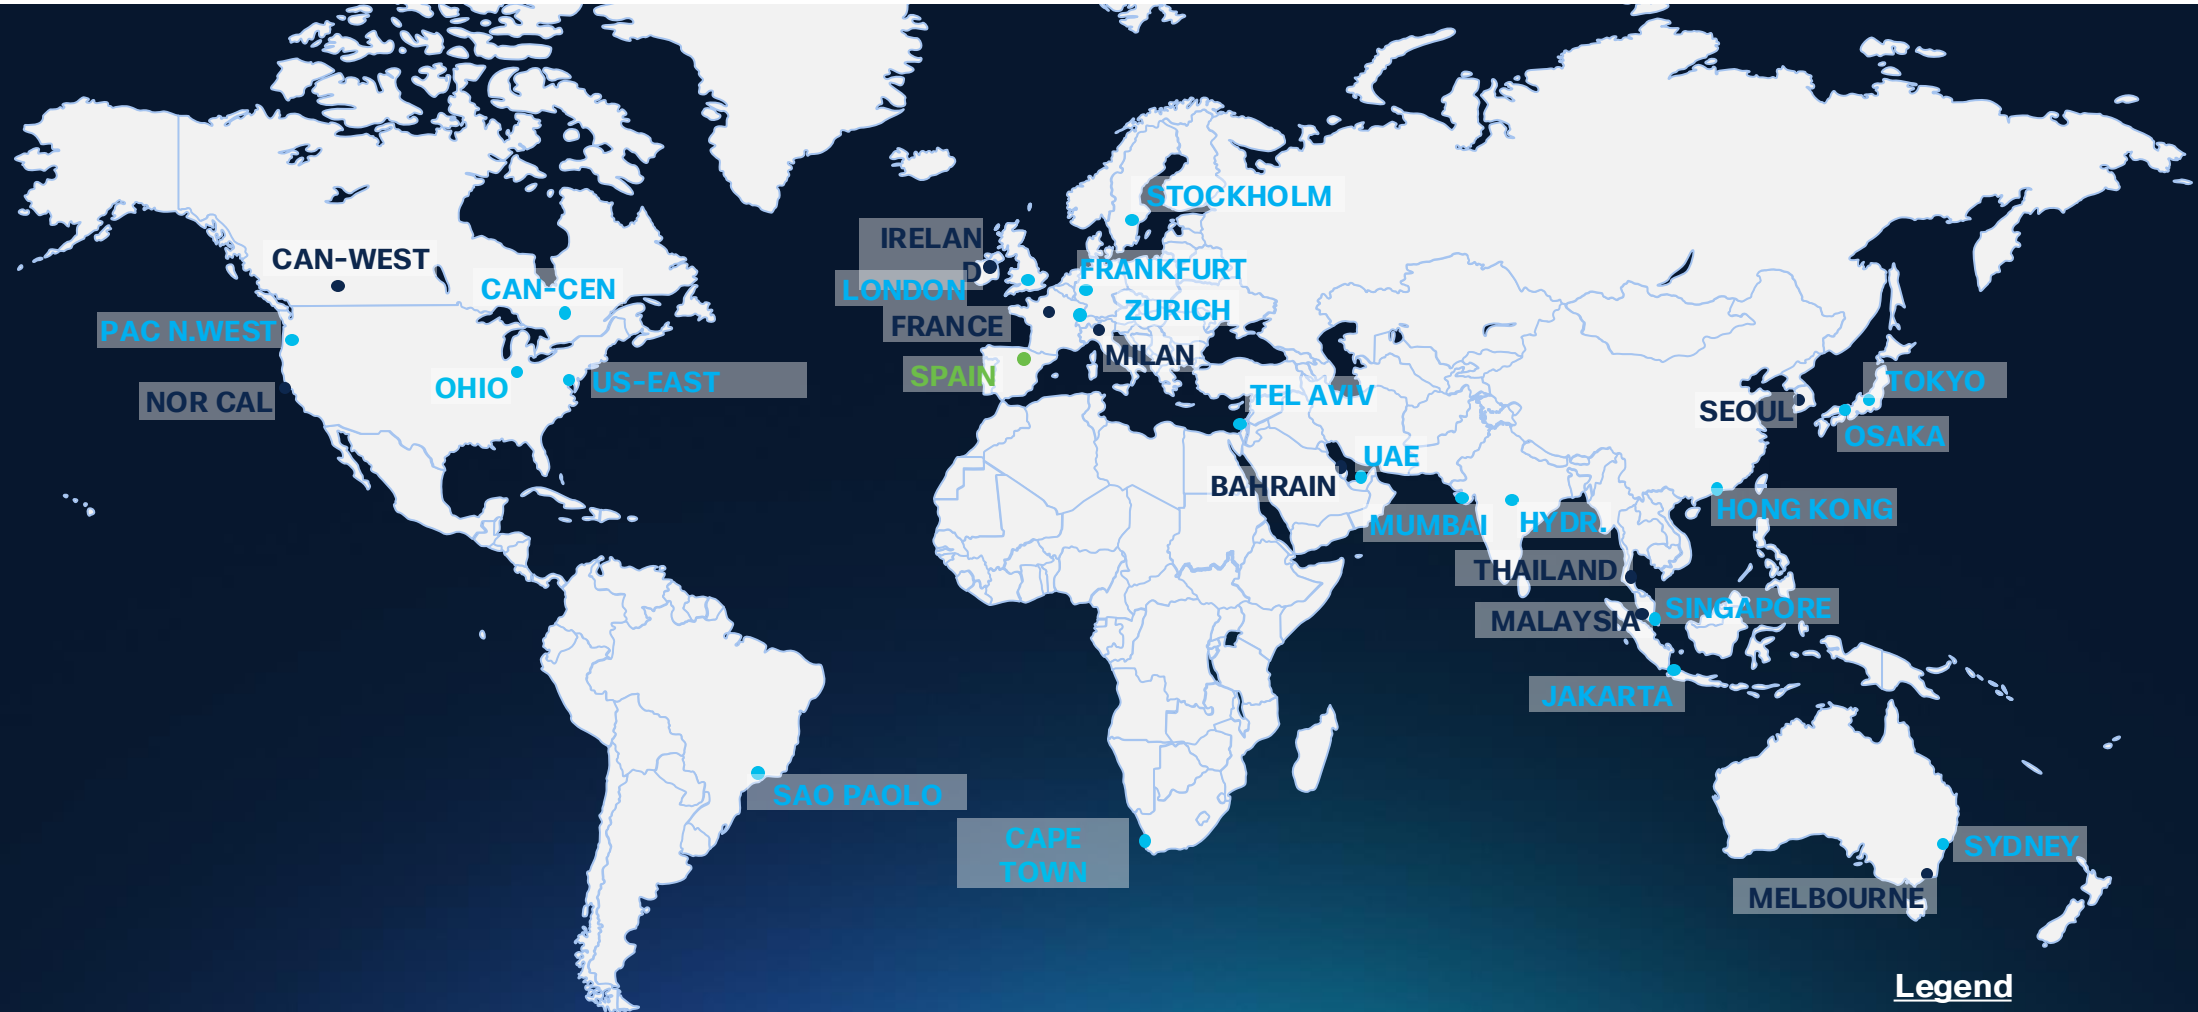 STOCKHOLM
IRELAN
D
CAN-WEST
FRANKFURT
CAN-CEN
LONDON
ZURICH
FRANCE
PAC N.WEST
MILAN
SPAIN
OHIO
US-EAST
TEL AVIV
TOKYO
NOR CAL
SEOUL
OSAKA
UAE
BAHRAIN
HONG KONG
MUMBAI
HYDR.
THAILAND
SINGAPORE
MALAYSIA
JAKARTA
SAO PAOLO
CAPE
TOWN
SYDNEY
MELBOURNE
Legend